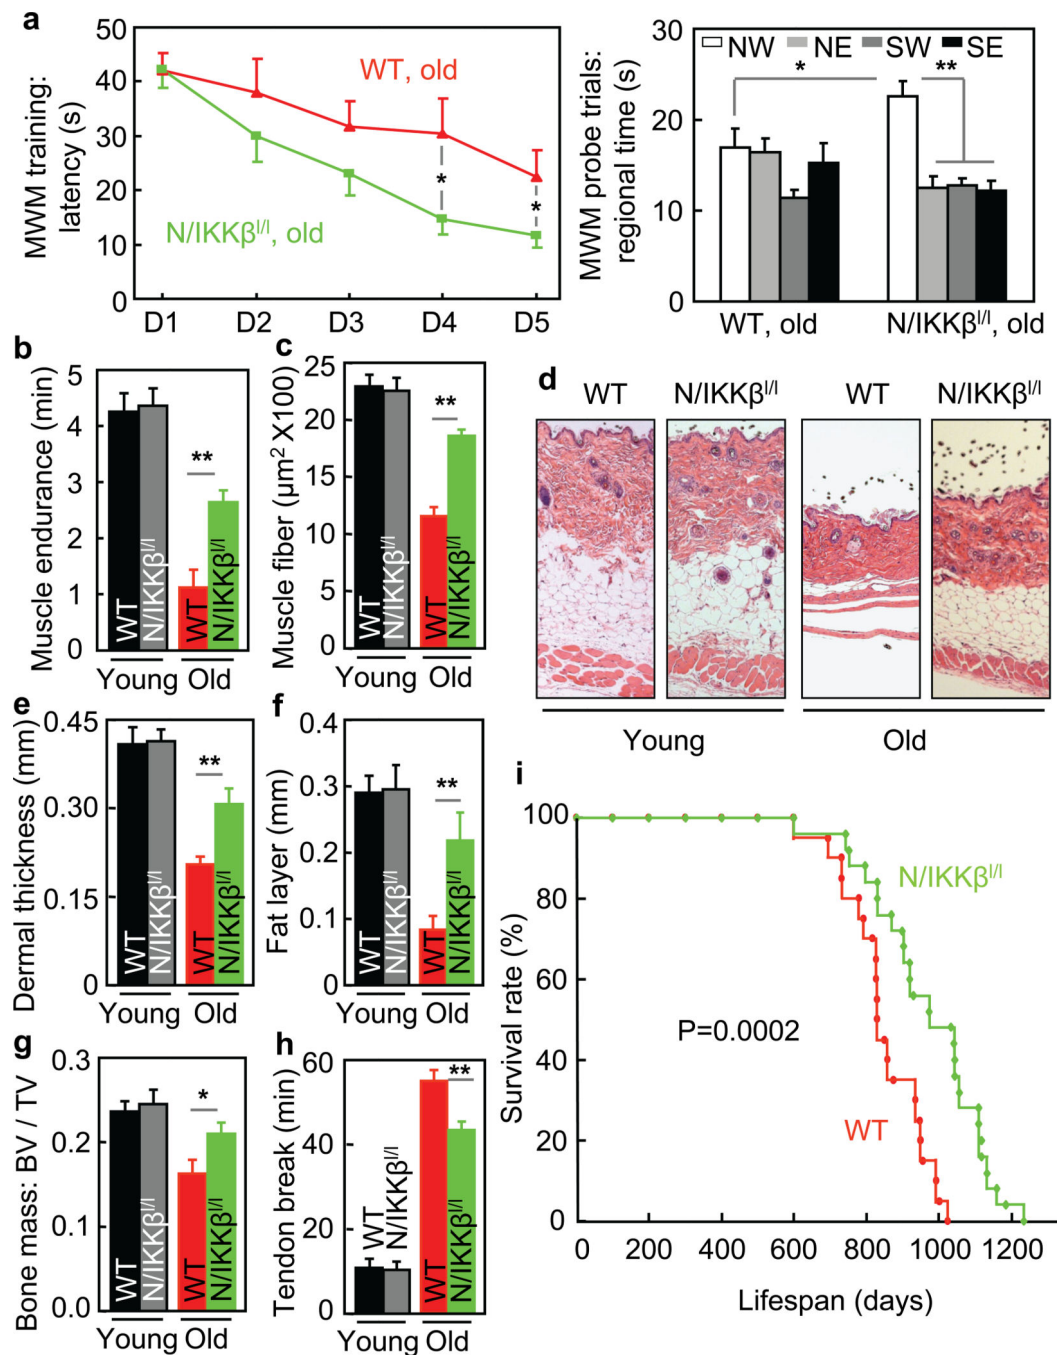 a
MWM training:
latency (s)
50
40
30
20
10
0
WT, old
N/IKKβl/l, old
*
*
D1 D2 D3 D4 D5
MWM probe trials:
regional time (s)
30
20
10
0
NW NE SW SE
*
**
WT, old N/IKKβl/l, old
b
Muscle endurance (min)
5
4
3
2
1
0
**
WT
N/IKKβl/l
WT
N/IKKβl/l
Young Old
c
Muscle fiber (µm2 X100)
25
20
15
10
5
0
**
WT
N/IKKβl/l
WT
N/IKKβl/l
Young Old
d
WT N/IKKβl/l WT N/IKKβl/l
Young Old
e
Dermal thickness (mm)
0.45
0.30
0.15
0
**
WT
N/IKKβl/l
WT
N/IKKβl/l
Young Old
f
Fat layer (mm)
0.4
0.3
0.2
0.1
0
**
WT
N/IKKβl/l
WT
N/IKKβl/l
Young Old
g
Bone mass: BV / TV
0.3
0.2
0.1
0.0
*
WT
N/IKKβl/l
WT
N/IKKβl/l
Young Old
h
Tendon break (min)
60
40
20
0
**
WT
N/IKKβl/l
WT
N/IKKβl/l
Young Old
i
Survival rate (%)
100
80
60
40
20
0
N/IKKβl/l
P=0.0002
WT
0 200 400 600 800 1000 1200
Lifespan (days)